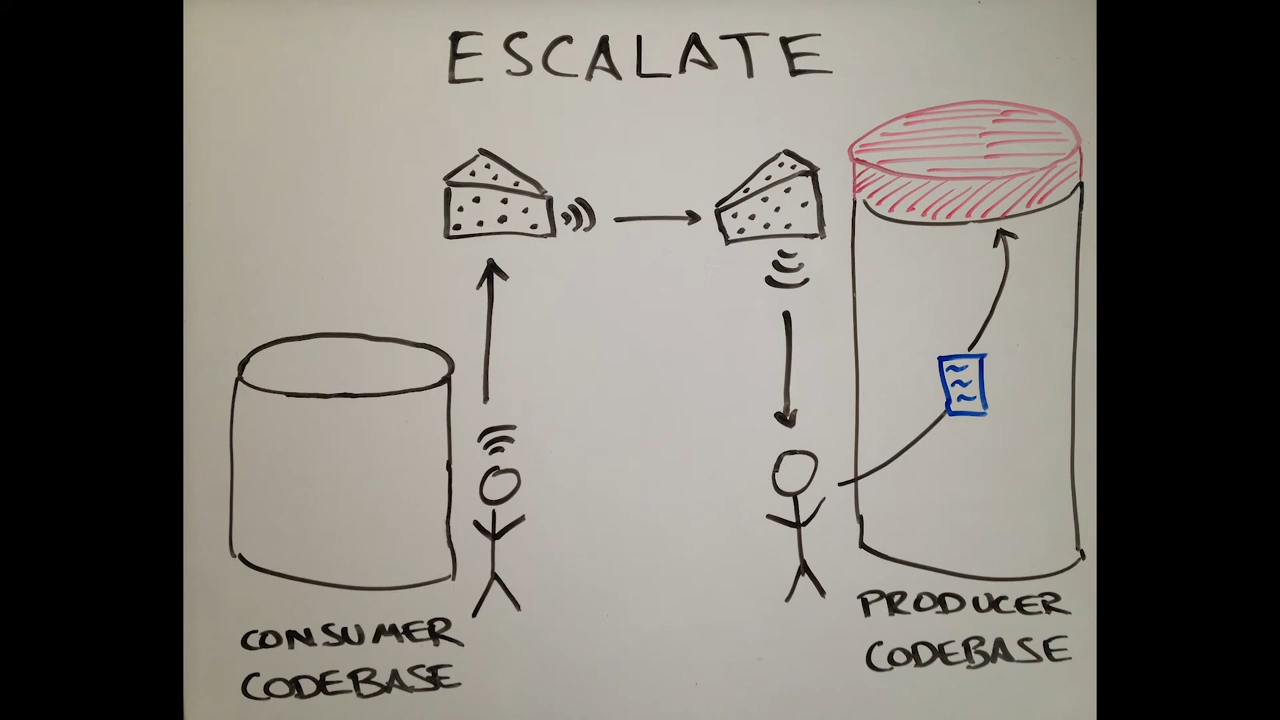 ESCALATE
CONSUMER
CODEBASE
PRODUCER
CODEBASE